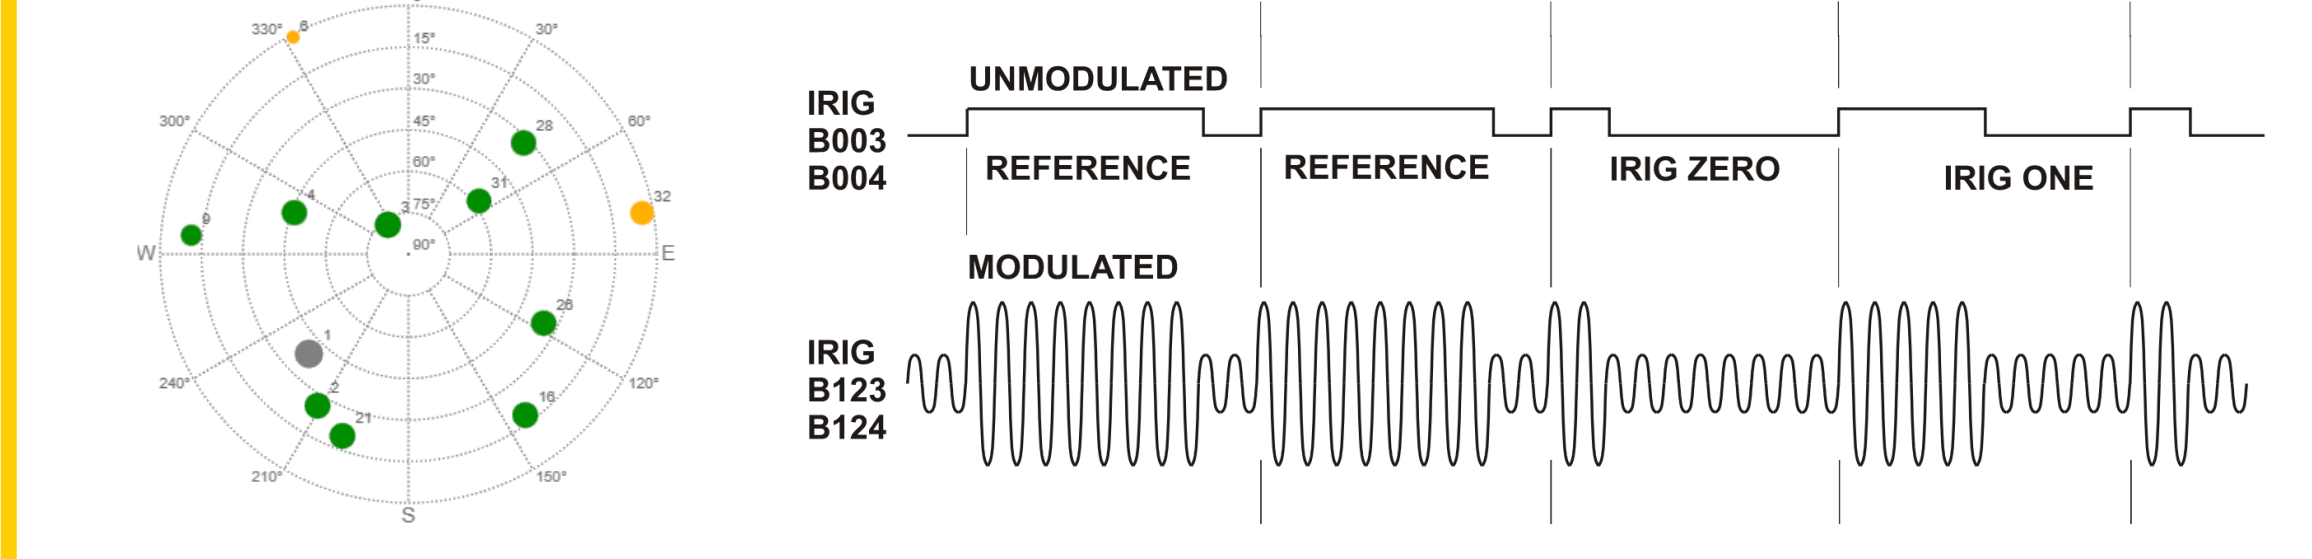 330°
6
15°
30°
30°
28
300°
45°
60°
60°
31
4
75°
3
32
9
90°
W
E
26
1
240°
2
120°
16
21
210°
150°
S
UNMODULATED
IRIG
B003
B004
REFERENCE
REFERENCE
IRIG ZERO
IRIG ONE
MODULATED
IRIG
B123
B124